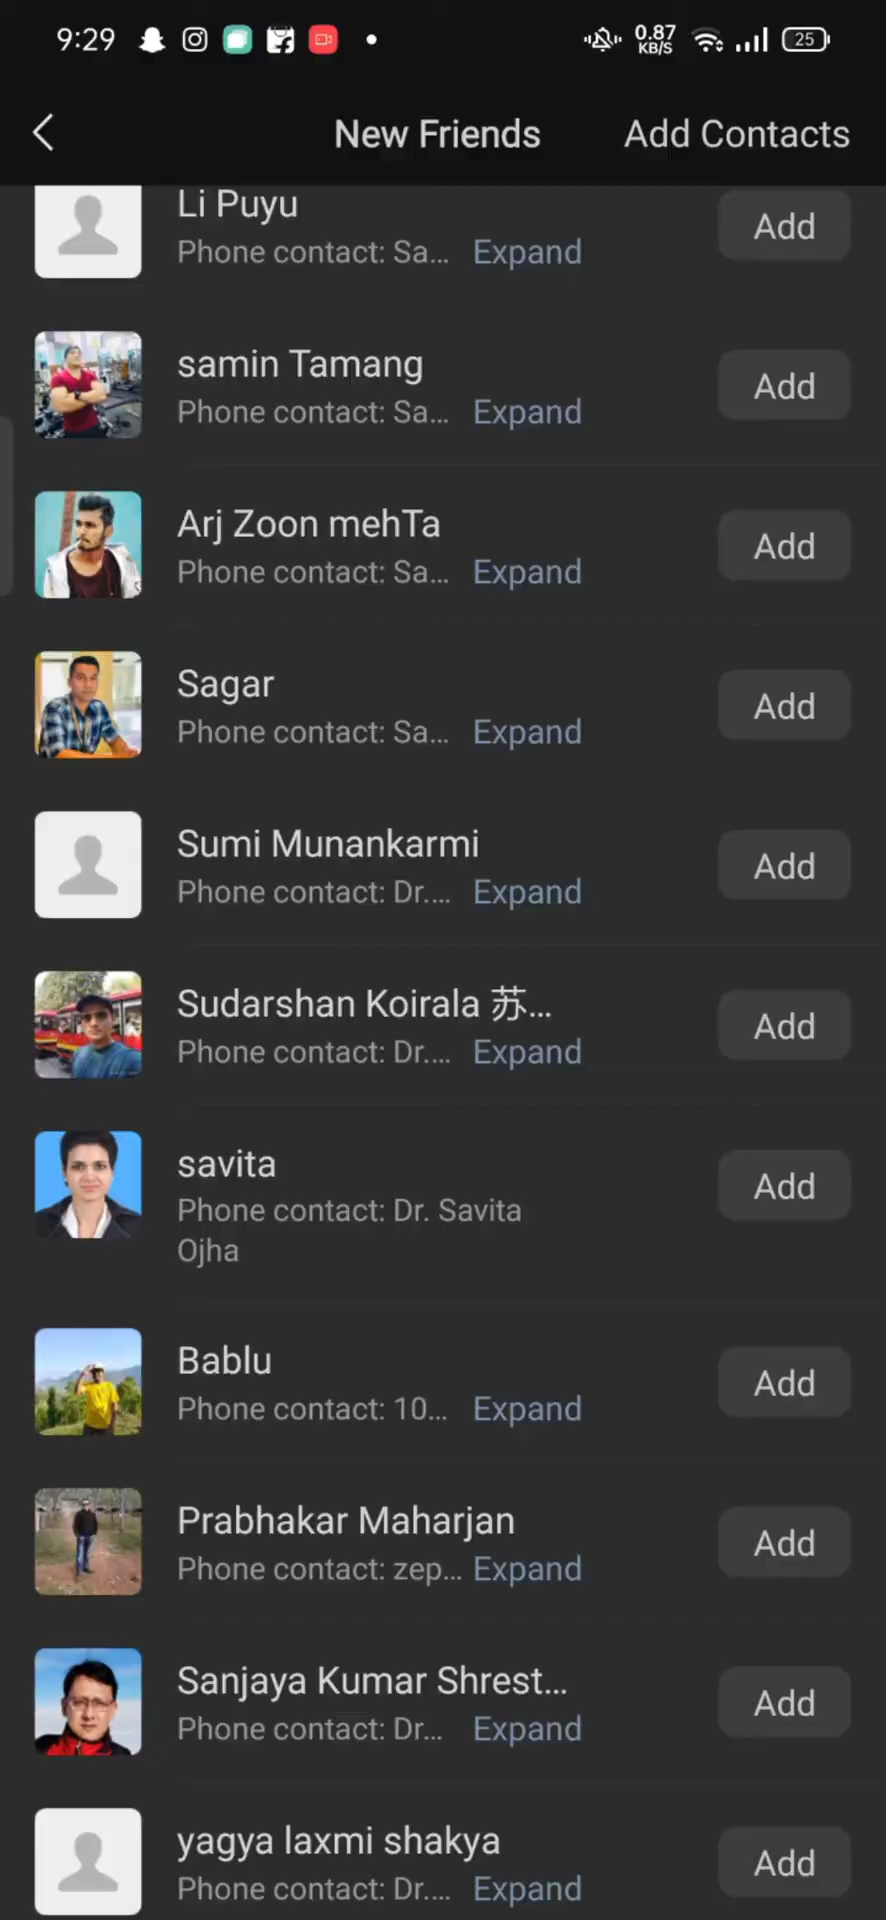 9:29 0.87 KB/S 25
New Friends Add Contacts
Li Puyu
Phone contact: Sa... Expand Add
samin Tamang
Phone contact: Sa... Expand Add
Arj Zoon mehTa
Phone contact: Sa... Expand Add
Sagar
Phone contact: Sa... Expand Add
Sumi Munankarmi
Phone contact: Dr.... Expand Add
Sudarshan Koirala 苏...
Phone contact: Dr.... Expand Add
savita
Phone contact: Dr. Savita
Ojha Add
Bablu
Phone contact: 10... Expand Add
Prabhakar Maharjan
Phone contact: zep... Expand Add
Sanjaya Kumar Shrest...
Phone contact: Dr... Expand Add
yagya laxmi shakya
Phone contact: Dr.... Expand Add